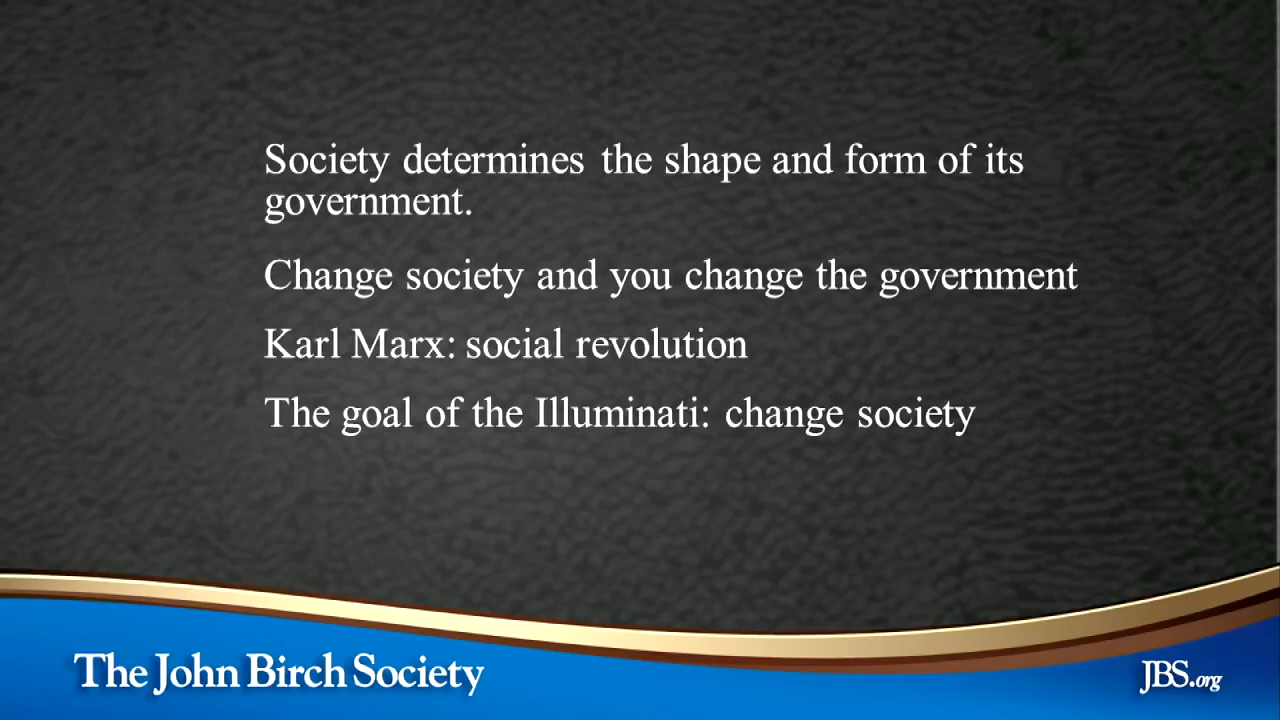 Society determines the shape and form of its
government.
Change society and you change the government
Karl Marx: social revolution
The goal of the Illuminati: change society
The John Birch Society
JBS.org